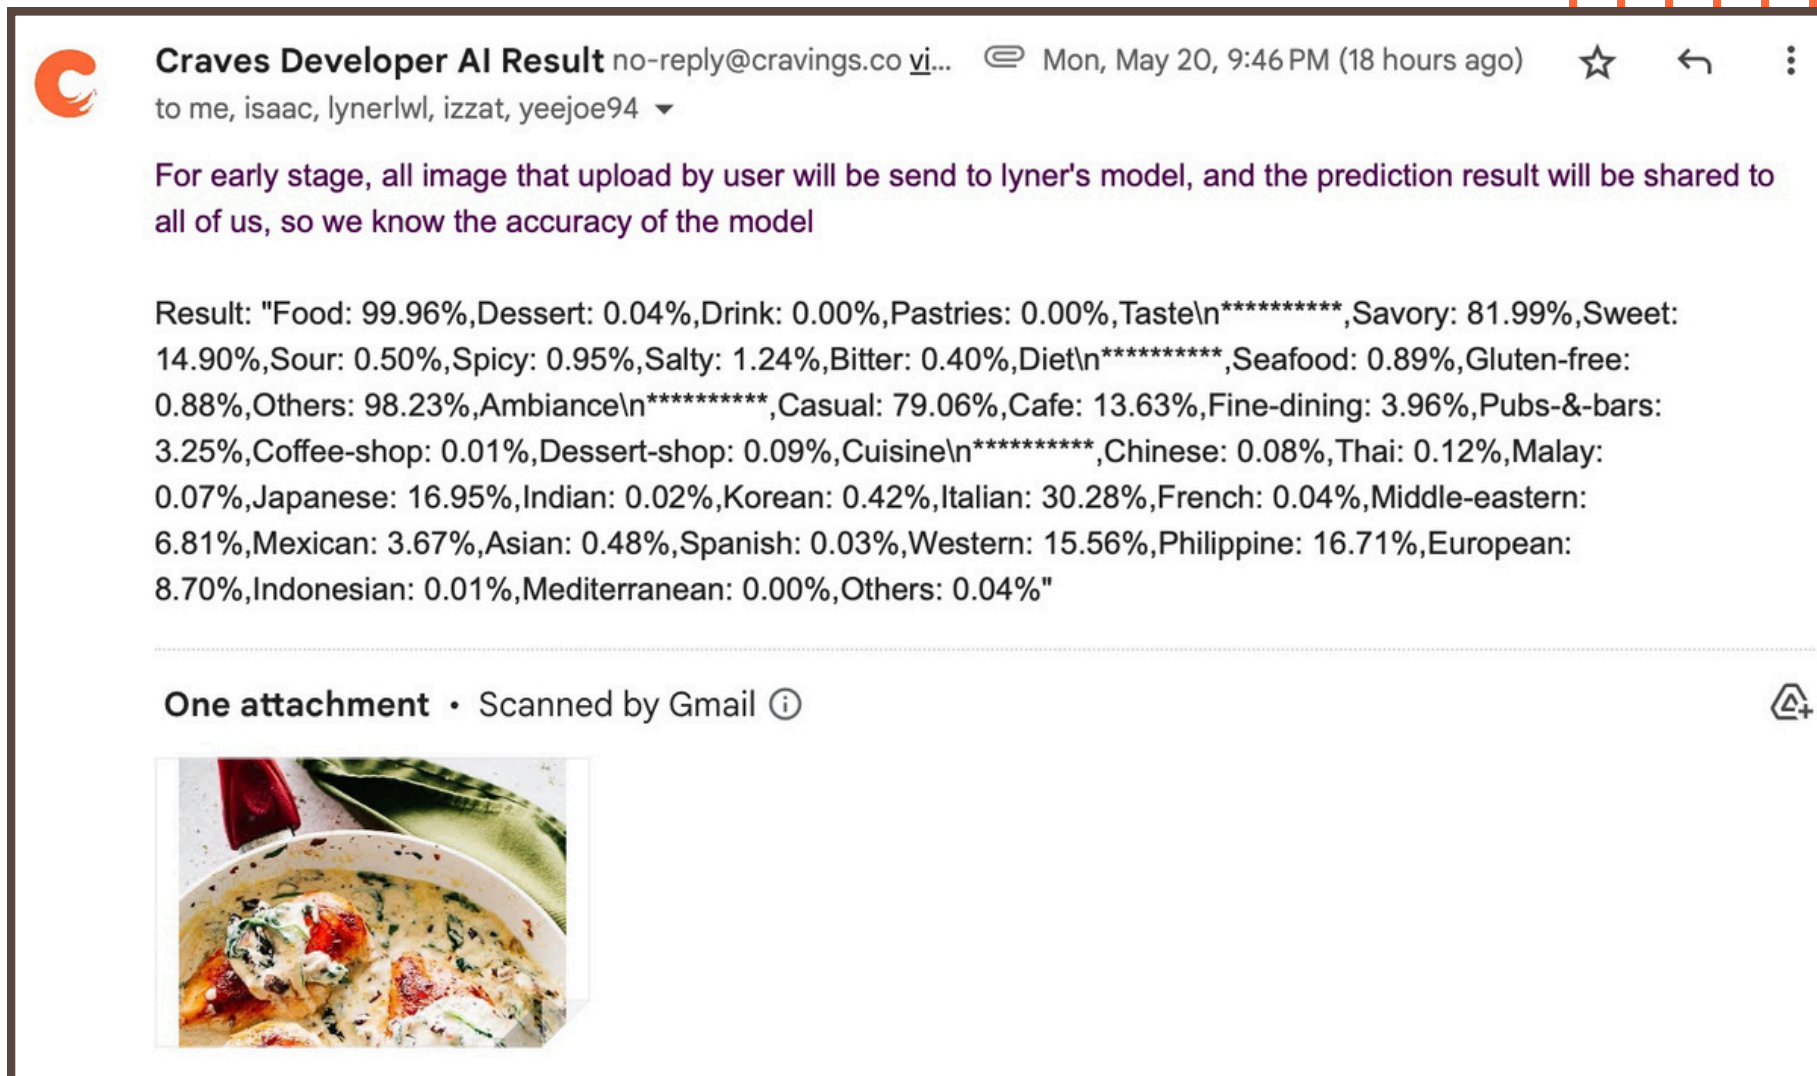 Craves Developer AI Result no-reply@cravings.co vi... Mon, May 20, 9:46 PM (18 hours ago)
to me, isaac, lynerlwl, izzat, yeejoe94
For early stage, all image that upload by user will be send to lyner's model, and the prediction result will be shared to
all of us, so we know the accuracy of the model
Result: "Food: 99.96%,Dessert: 0.04%,Drink: 0.00%,Pastries: 0.00%,Taste\n**********,Savory: 81.99%,Sweet:
14.90%,Sour: 0.50%,Spicy: 0.95%,Salty: 1.24%,Bitter: 0.40%,Diet\n**********,Seafood: 0.89%,Gluten-free:
0.88%,Others: 98.23%,Ambiance\n**********,Casual: 79.06%,Cafe: 13.63%,Fine-dining: 3.96%,Pubs-&-bars:
3.25%,Coffee-shop: 0.01%,Dessert-shop: 0.09%,Cuisine\n**********,Chinese: 0.08%,Thai: 0.12%,Malay:
0.07%,Japanese: 16.95%,Indian: 0.02%,Korean: 0.42%,Italian: 30.28%,French: 0.04%,Middle-eastern:
6.81%,Mexican: 3.67%,Asian: 0.48%,Spanish: 0.03%,Western: 15.56%,Philippine: 16.71%,European:
8.70%,Indonesian: 0.01%,Mediterranean: 0.00%,Others: 0.04%"
One attachment • Scanned by Gmail